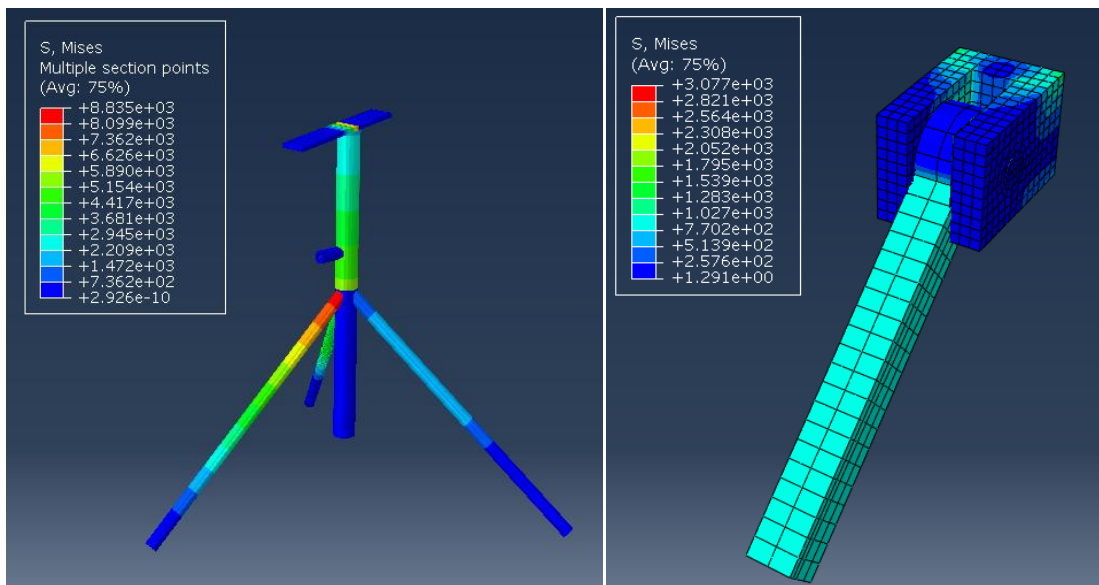 S, Mises
Multiple section points
(Avg: 75%)
+8.835e+03
+8.099e+03
+7.362e+03
+6.626e+03
+5.890e+03
+5.154e+03
+4.417e+03
+3.681e+03
+2.945e+03
+2.209e+03
+1.472e+03
+7.362e+02
+2.926e-10
S, Mises
(Avg: 75%)
+3.077e+03
+2.821e+03
+2.564e+03
+2.308e+03
+2.052e+03
+1.795e+03
+1.539e+03
+1.283e+03
+1.027e+03
+7.702e+02
+5.139e+02
+2.576e+02
+1.291e+00